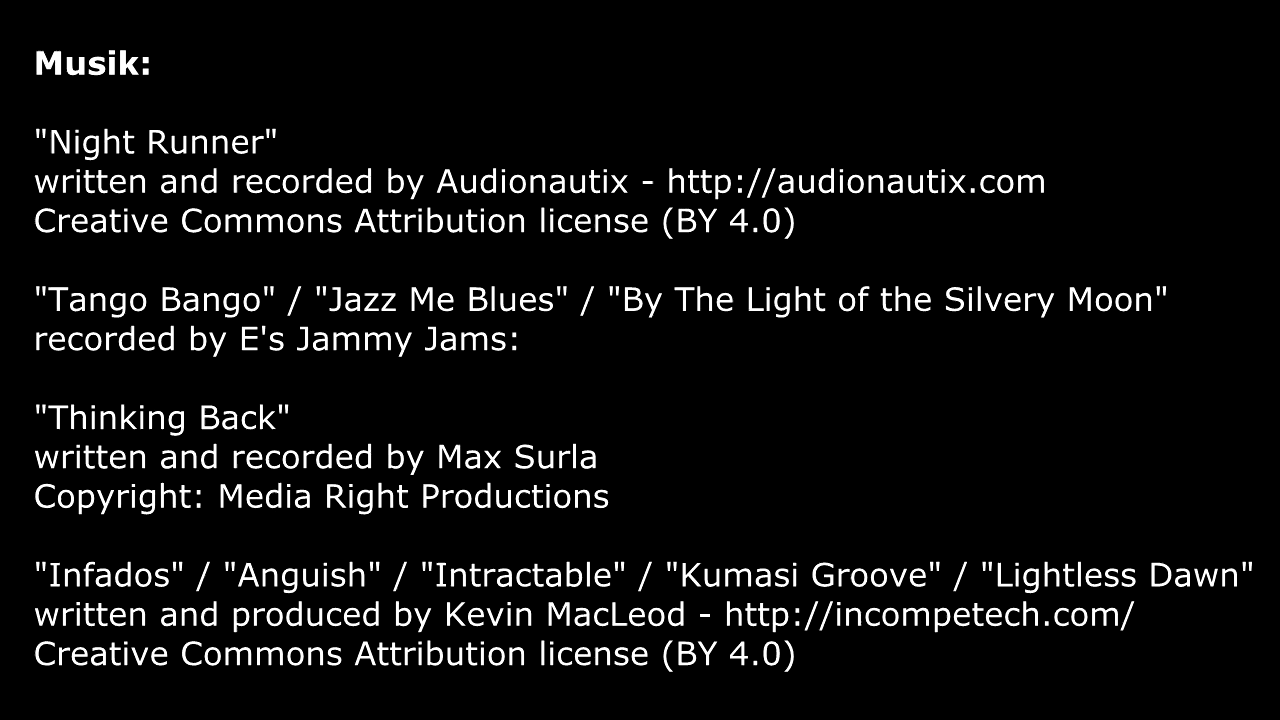 Musik:
"Night Runner"
written and recorded by Audionautix - http://audionautix.com
Creative Commons Attribution license (BY 4.0)
"Tango Bango" / "Jazz Me Blues" / "By The Light of the Silvery Moon"
recorded by E's Jammy Jams:
"Thinking Back"
written and recorded by Max Surla
Copyright: Media Right Productions
"Infados" / "Anguish" / "Intractable" / "Kumasi Groove" / "Lightless Dawn"
written and produced by Kevin MacLeod - http://incompetech.com/
Creative Commons Attribution license (BY 4.0)